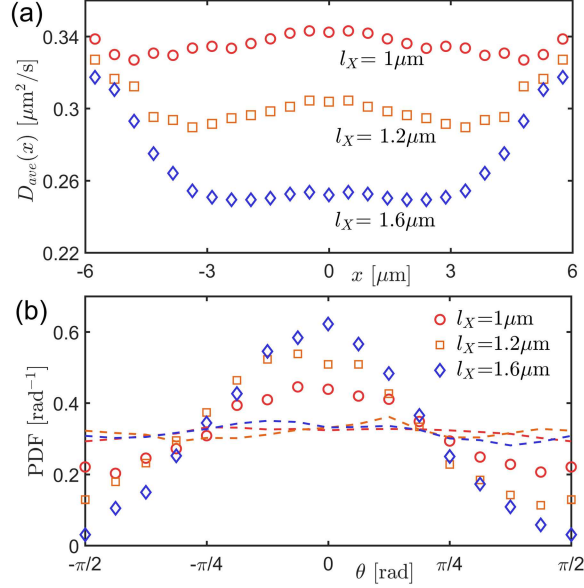 (a)
0.34
0.3
0.26
0.22
D_ave(x) [μm²/s]
l_X= 1μm
l_X= 1.2μm
l_X= 1.6μm
-6 -3 0 3 6
x [μm]
(b)
0.6
0.4
0.2
0
PDF [rad⁻¹]
l_X=1μm
l_X=1.2μm
l_X=1.6μm
-π/2 -π/4 0 π/4 π/2
θ [rad]